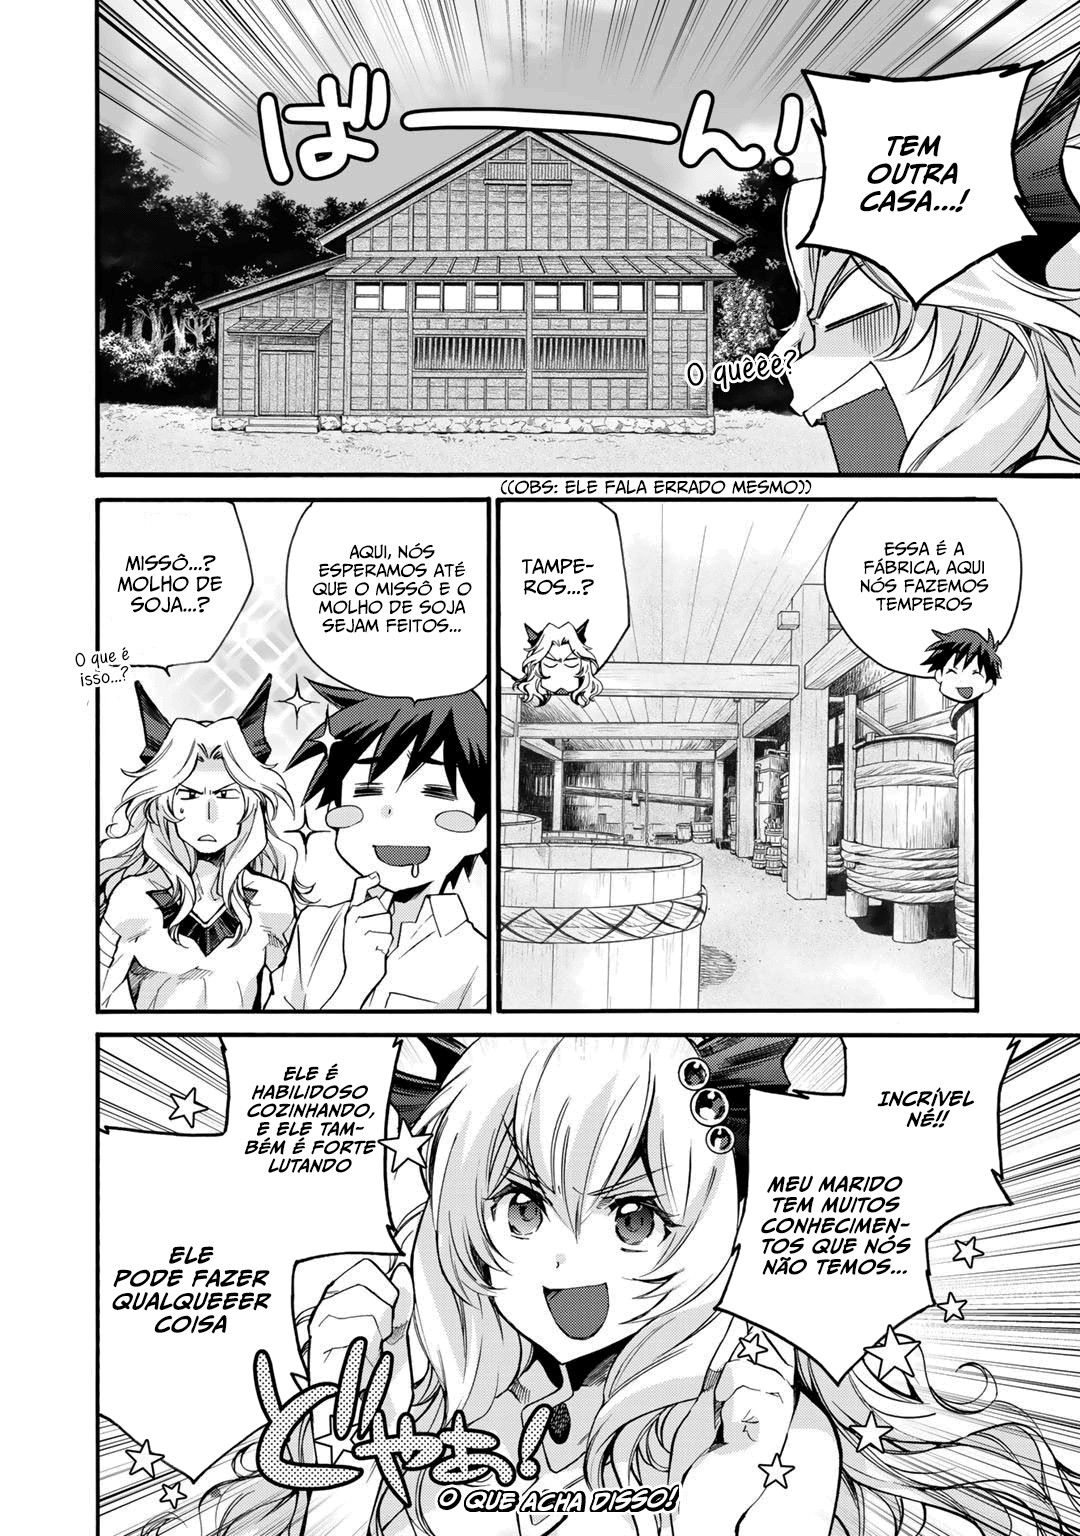 TEM
OUTRA
CASA...!
ばーーん!
O quêêê?
((OBS: ELE FALA ERRADO MESMO))
ESSA É A
FÁBRICA, AQUI
NÓS FAZEMOS
TEMPEROS
TAMPE-
ROS...?
AQUI, NÓS
ESPERAMOS ATÉ
QUE O MISSÔ E O
MOLHO DE SOJA
SEJAM FEITOS...
MISSÔ...?
MOLHO DE
SOJA...?
O que é
isso...?
INCRÍVEL
NÉ!!
MEU MARIDO
TEM MUITOS
CONHECIMEN-
TOS QUE NÓS
NÃO TEMOS...
ELE É
HABILIDOSO
COZINHANDO,
E ELE TAM-
BÉM É FORTE
LUTANDO
ELE
PODE FAZER
QUALQUEEER
COISA
どやぁ!
O QUE ACHA DISSO!